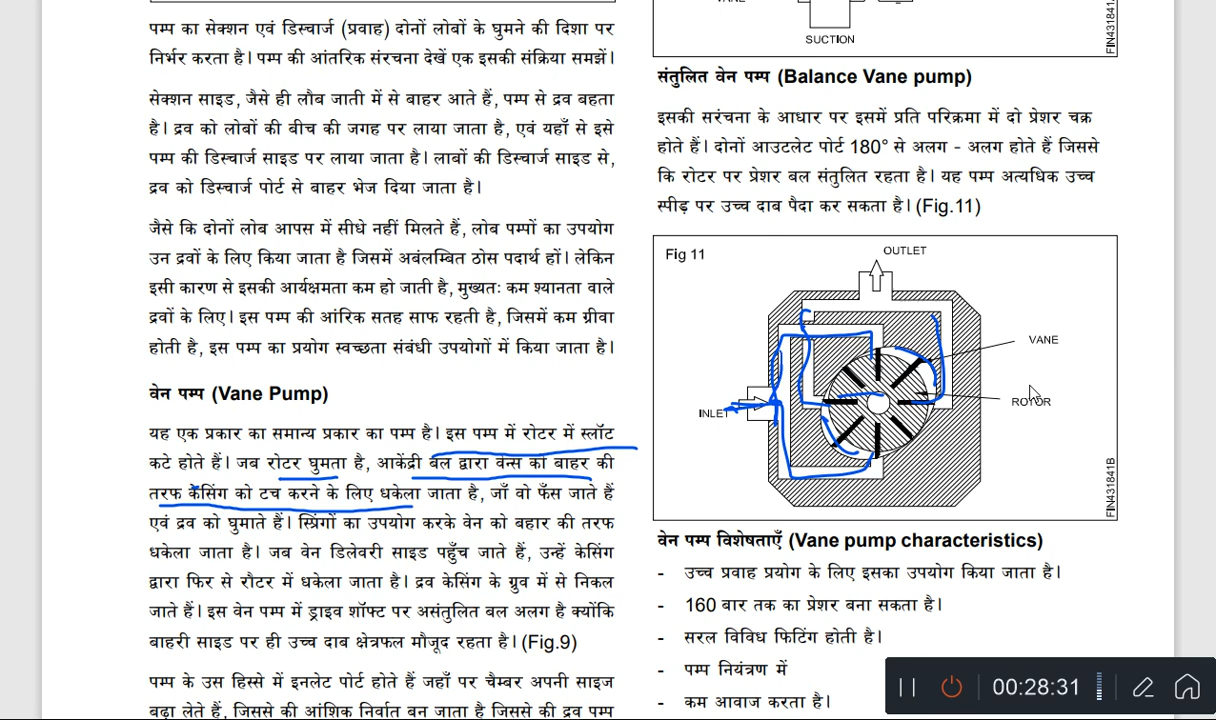 पम्प का सेक्शन एवं डिस्चार्ज (प्रवाह) दोनों लोबों के घुमने की दिशा पर
निर्भर करता है। पम्प की आंतरिक संरचना देखें एक इसकी संक्रिया समझें।
सेक्शन साइड, जैसे ही लौब जाती में से बाहर आते हैं, पम्प से द्रव बहता
है। द्रव को लोबों की बीच की जगह पर लाया जाता है, एवं यहाँ से इसे
पम्प की डिस्चार्ज साइड पर लाया जाता है। लाबों की डिस्चार्ज साइड से,
द्रव को डिस्चार्ज पोर्ट से बाहर भेज दिया जाता है।
जैसे कि दोनों लोब आपस में सीधे नहीं मिलते हैं, लोब पम्पों का उपयोग
उन द्रवों के लिए किया जाता है जिसमें अबंलम्बित ठोस पदार्थ हों। लेकिन
इसी कारण से इसकी आर्यक्षमता कम हो जाती है, मुख्यतः कम श्यानता वाले
द्रवों के लिए। इस पम्प की आंरिक सतह साफ रहती है, जिसमें कम ग्रीवा
होती है, इस पम्प का प्रयोग स्वच्छता संबंधी उपयोगों में किया जाता है।
वेन पम्प (Vane Pump)
यह एक प्रकार का समान्य प्रकार का पम्प है। इस पम्प में रोटर में स्लॉट
कटे होते हैं। जब रोटर घुमता है, आकेंद्री बल द्वारा वेन्स को बाहर की
तरफ केसिंग को टच करने के लिए धकेला जाता है, जाँ वो फँस जाते हैं
एवं द्रव को घुमाते हैं। स्प्रिंगों का उपयोग करके वेन को बहार की तरफ
धकेला जाता है। जब वेन डिलेवरी साइड पहुँच जाते हैं, उन्हें केसिंग
द्वारा फिर से रौटर में धकेला जाता है। द्रव केसिंग के ग्रुव में से निकल
जाते हैं। इस वेन पम्प में ड्राइव शॉफ्ट पर असंतुलित बल अलग है क्योंकि
बाहरी साइड पर ही उच्च दाब क्षेत्रफल मौजूद रहता है। (Fig.9)
पम्प के उस हिस्से में इनलेट पोर्ट होते हैं जहाँ पर चैम्बर अपनी साइज
बढ़ा लेते हैं, जिससे की आंशिक निर्वात बन जाता है जिससे की द्रव पम्प
SUCTION
FIN431841
संतुलित वेन पम्प (Balance Vane pump)
इसकी सरंचना के आधार पर इसमें प्रति परिक्रमा में दो प्रेशर चक्र
होते हैं। दोनों आउटलेट पोर्ट 180° से अलग - अलग होते हैं जिससे
कि रोटर पर प्रेशर बल संतुलित रहता है। यह पम्प अत्यधिक उच्च
स्पीड़ पर उच्च दाब पैदा कर सकता है। (Fig.11)
Fig 11
OUTLET
VANE
ROTOR
INLET
FIN431841B
वेन पम्प विशेषताएँ (Vane pump characteristics)
- उच्च प्रवाह प्रयोग के लिए इसका उपयोग किया जाता है।
- 160 बार तक का प्रेशर बना सकता है।
- सरल विविध फिटिंग होती है।
- पम्प नियंत्रण में
- कम आवाज करता है।
00:28:31